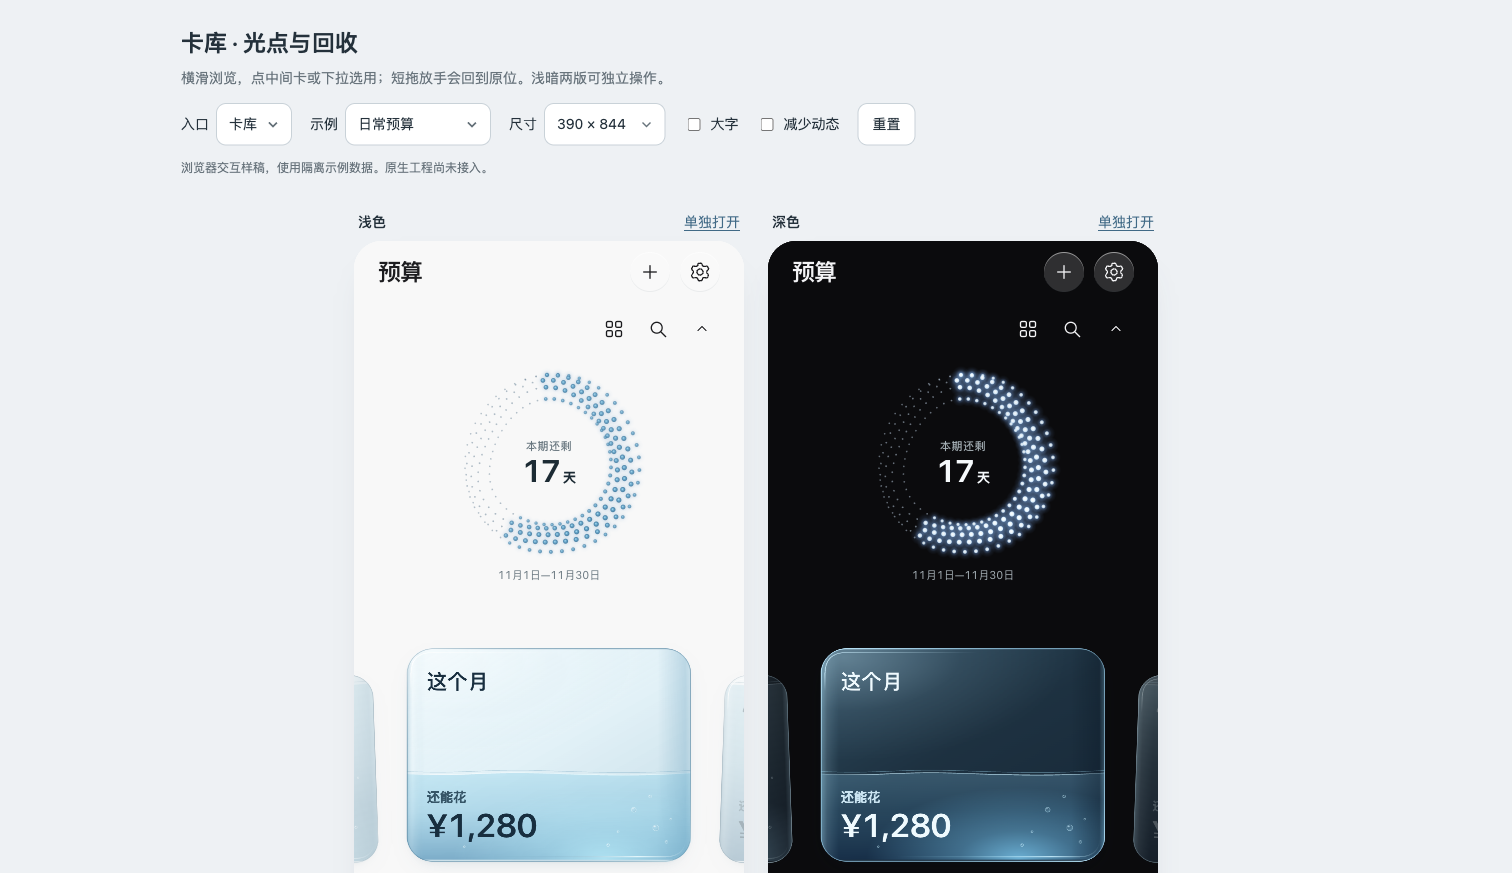 卡库 · 光点与回收
横滑浏览，点中间卡或下拉选用；短拖放手会回到原位。浅暗两版可独立操作。
入口 卡库 示例 日常预算 尺寸 390 × 844 大字 减少动态 重置
浏览器交互样稿，使用隔离示例数据。原生工程尚未接入。
浅色 单独打开
预算
本期还剩
17 天
11月1日—11月30日
这个月
还能花
¥1,280
深色 单独打开
预算
本期还剩
17 天
11月1日—11月30日
这个月
还能花
¥1,280